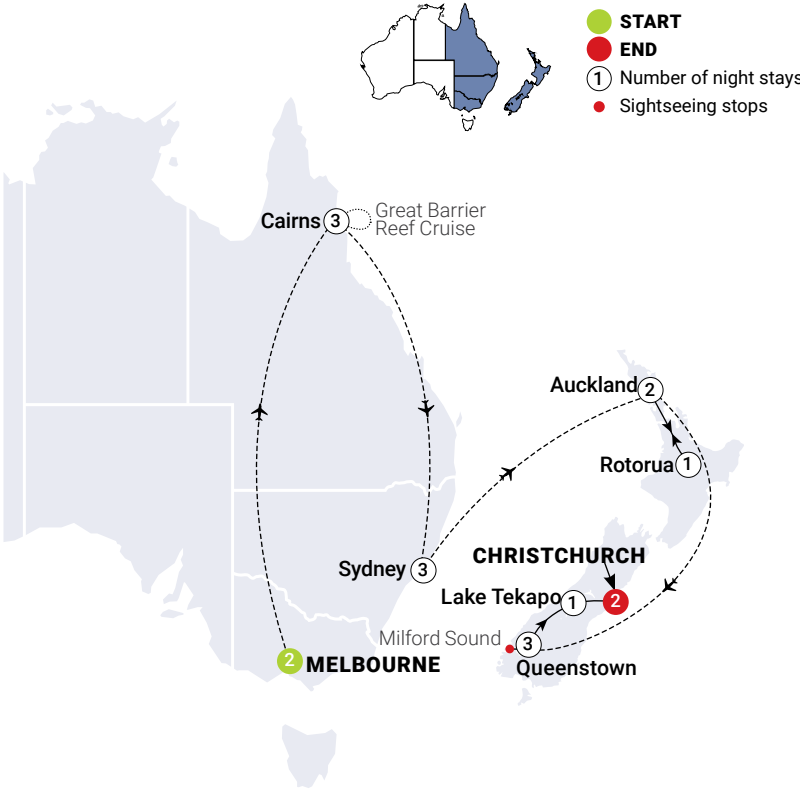 START
END
1 Number of night stays
Sightseeing stops
Cairns 3
Great Barrier
Reef Cruise
Auckland 2
Rotorua 1
Sydney 3
CHRISTCHURCH
2
Lake Tekapo 1
Milford Sound
3
Queenstown
2 MELBOURNE